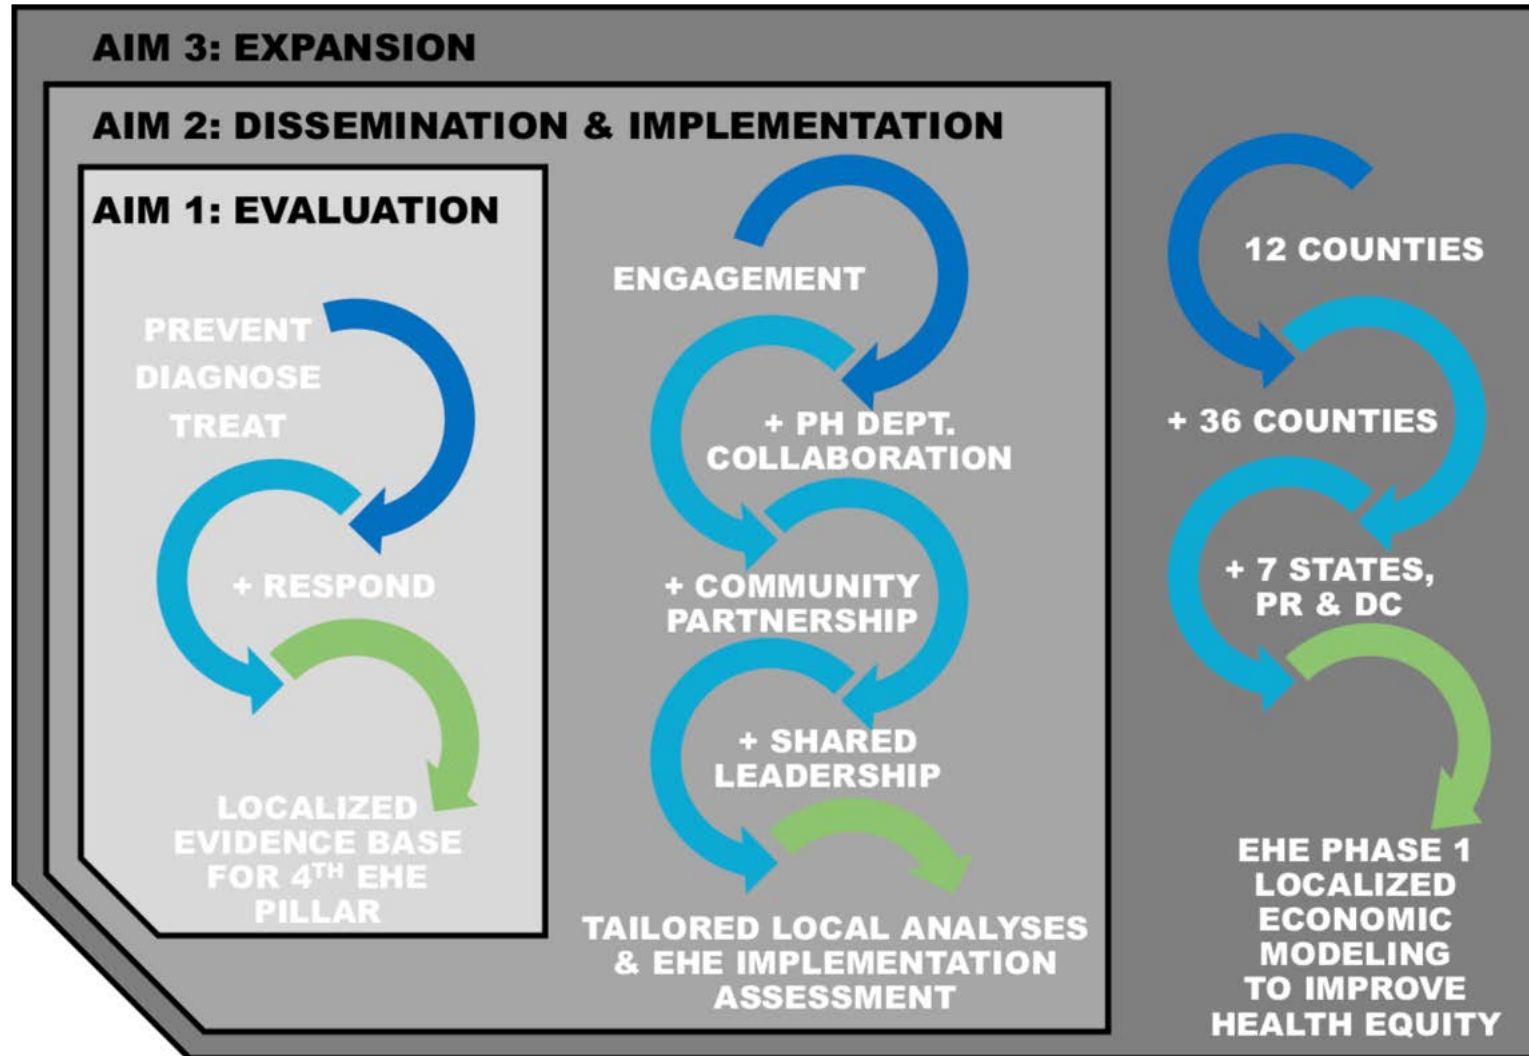 AIM 3: EXPANSION
AIM 2: DISSEMINATION & IMPLEMENTATION
AIM 1: EVALUATION
PREVENT
DIAGNOSE
TREAT
+ RESPOND
LOCALIZED
EVIDENCE BASE
FOR 4TH EHE
PILLAR
ENGAGEMENT
+ PH DEPT.
COLLABORATION
+ COMMUNITY
PARTNERSHIP
+ SHARED
LEADERSHIP
TAILORED LOCAL ANALYSES
& EHE IMPLEMENTATION
ASSESSMENT
12 COUNTIES
+ 36 COUNTIES
+ 7 STATES,
PR & DC
EHE PHASE 1
LOCALIZED
ECONOMIC
MODELING
TO IMPROVE
HEALTH EQUITY